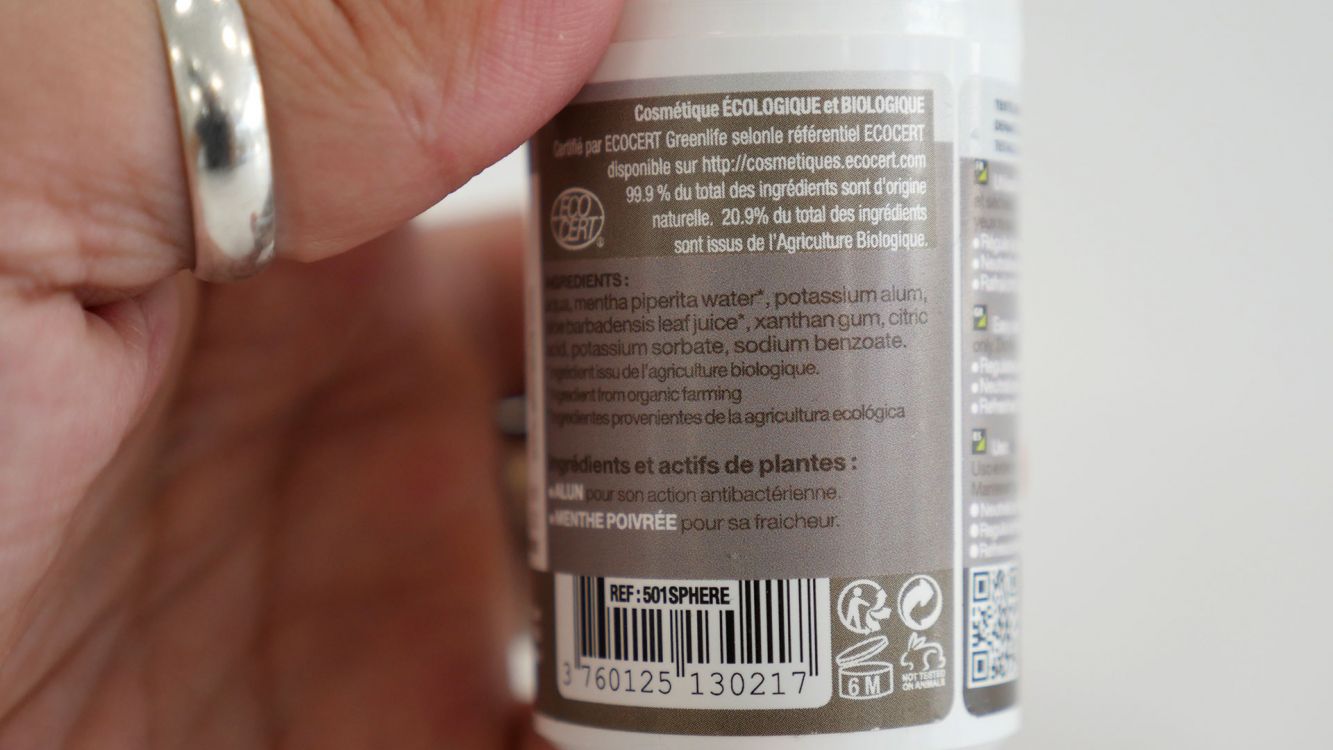 Cosmétique ÉCOLOGIQUE et BIOLOGIQUE
Certifié par ECOCERT Greenlife selonle référentiel ECOCERT
disponible sur http://cosmetiques.ecocert.com
99.9 % du total des ingrédients sont d'origine
naturelle. 20.9% du total des ingrédients
sont issus de l'Agriculture Biologique.
ECO
CERT
INGREDIENTS :
aqua, mentha piperita water*, potassium alum,
aloe barbadensis leaf juice*, xanthan gum, citric
acid, potassium sorbate, sodium benzoate.
*Ingrédient issu de l'agriculture biologique.
*Ingredient from organic farming
*Ingredientes provenientes de la agricultura ecológica
Ingrédients et actifs de plantes :
• ALUN pour son action antibactérienne.
• MENTHE POIVRÉE pour sa fraicheur.
REF : 501SPHERE
3 760125 130217
6 M
NOT TESTED
ON ANIMALS